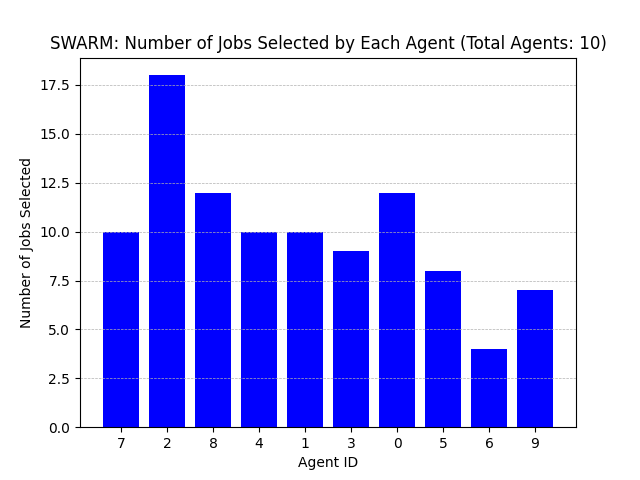 SWARM: Number of Jobs Selected by Each Agent (Total Agents: 10)
Number of Jobs Selected
17.5
15.0
12.5
10.0
7.5
5.0
2.5
0.0
7 2 8 4 1 3 0 5 6 9
Agent ID